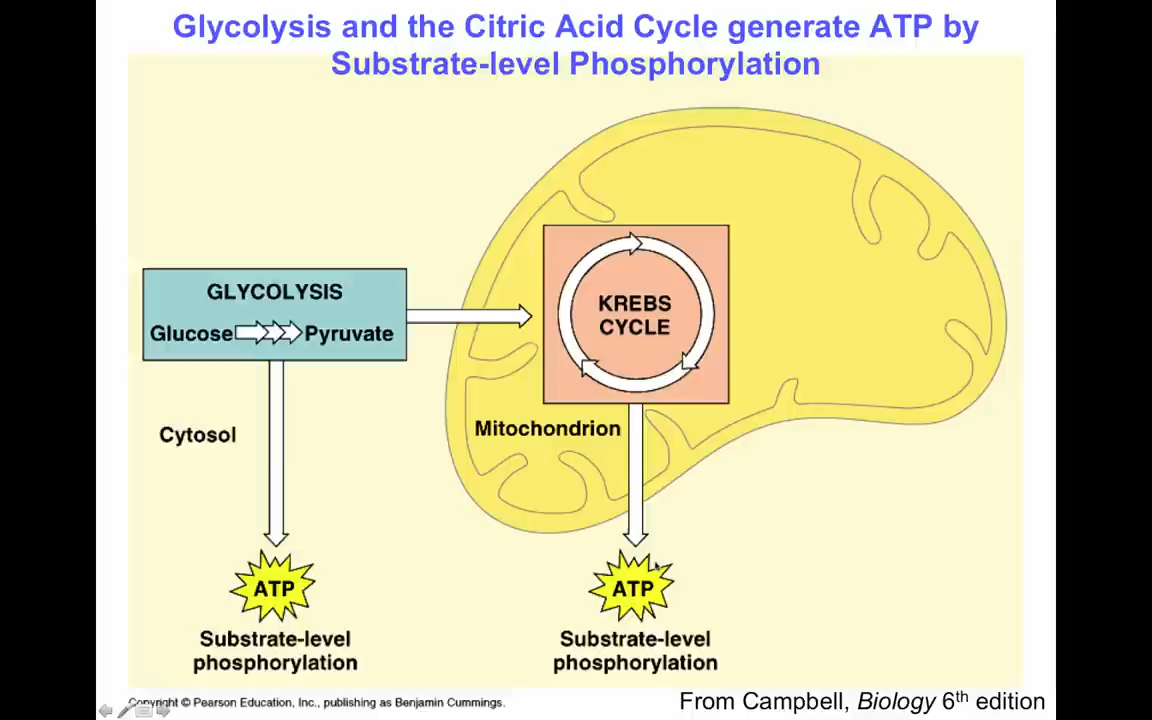 Glycolysis and the Citric Acid Cycle generate ATP by
Substrate-level Phosphorylation
GLYCOLYSIS
Glucose Pyruvate
KREBS
CYCLE
Cytosol
Mitochondrion
ATP
Substrate-level
phosphorylation
ATP
Substrate-level
phosphorylation
Copyright © Pearson Education, Inc., publishing as Benjamin Cummings.
From Campbell, Biology 6th edition